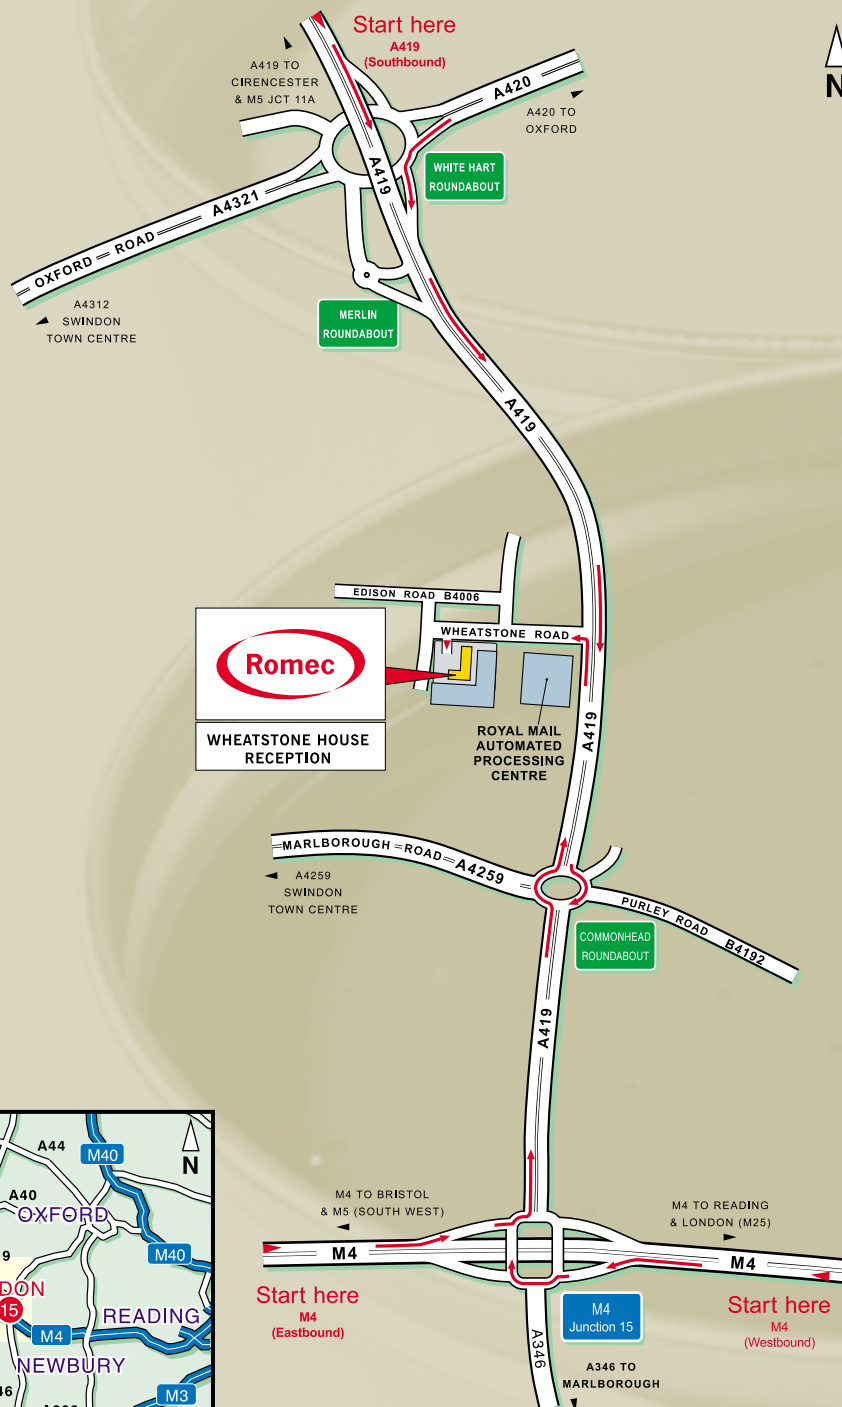 Start here
A419
(Southbound)
A419 TO
CIRENCESTER
& M5 JCT 11A
A420
A420 TO
OXFORD
N
WHITE HART
ROUNDABOUT
A419
OXFORD ROAD A4321
A4312
SWINDON
TOWN CENTRE
MERLIN
ROUNDABOUT
A419
EDISON ROAD B4006
WHEATSTONE ROAD
Romec
WHEATSTONE HOUSE
RECEPTION
ROYAL MAIL
AUTOMATED
PROCESSING
CENTRE
A419
MARLBOROUGH ROAD A4259
A4259
SWINDON
TOWN CENTRE
PURLEY ROAD B4192
COMMONHEAD
ROUNDABOUT
A419
M4 TO BRISTOL
& M5 (SOUTH WEST)
M4 TO READING
& LONDON (M25)
M4
M4
Start here
M4
(Eastbound)
M4
Junction 15
Start here
M4
(Westbound)
A346
A346 TO
MARLBOROUGH
A44
M40
N
A40
OXFORD
M40
9
DON
15
READING
M4
NEWBURY
46
M3